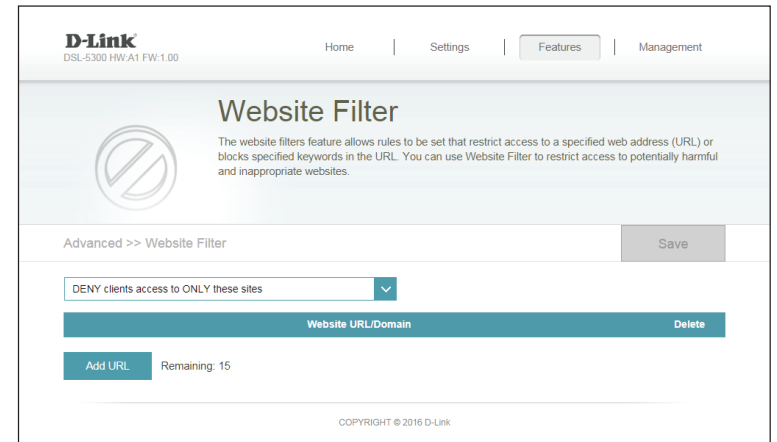 D-Link
DSL-5300 HW:A1 FW:1.00
Home
Settings
Features
Management
Website Filter
The website filters feature allows rules to be set that restrict access to a specified web address (URL) or
blocks specified keywords in the URL. You can use Website Filter to restrict access to potentially harmful
and inappropriate websites.
Advanced >> Website Filter
Save
DENY clients access to ONLY these sites
Website URL/Domain
Delete
Add URL
Remaining: 15
COPYRIGHT © 2016 D-Link